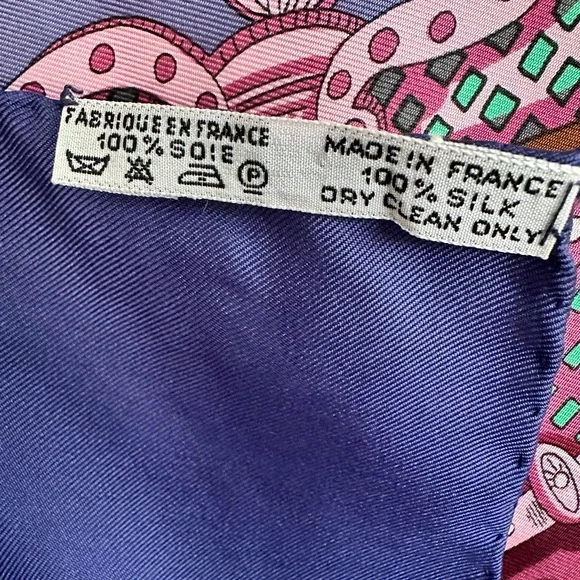 FABRIQUE EN FRANCE
100% SOIE
P
MADE IN FRANCE
100% SILK
DRY CLEAN ONLY